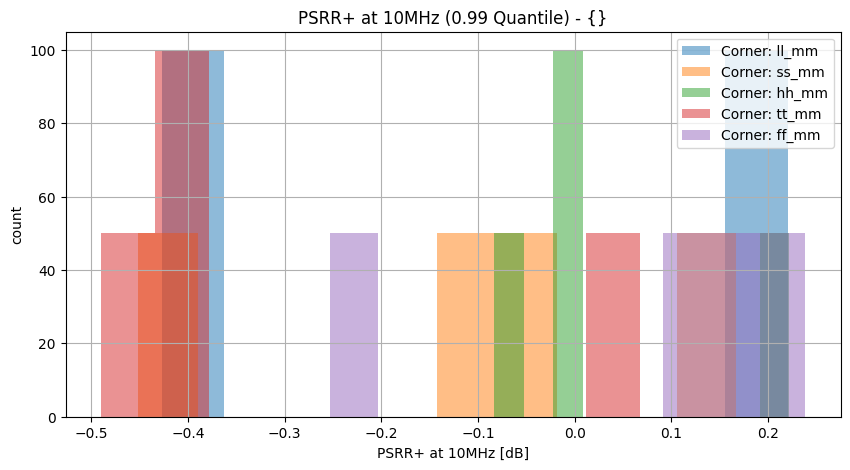 PSRR+ at 10MHz (0.99 Quantile) - {}
count
100
80
60
40
20
0
Corner: ll_mm
Corner: ss_mm
Corner: hh_mm
Corner: tt_mm
Corner: ff_mm
−0.5 −0.4 −0.3 −0.2 −0.1 0.0 0.1 0.2
PSRR+ at 10MHz [dB]